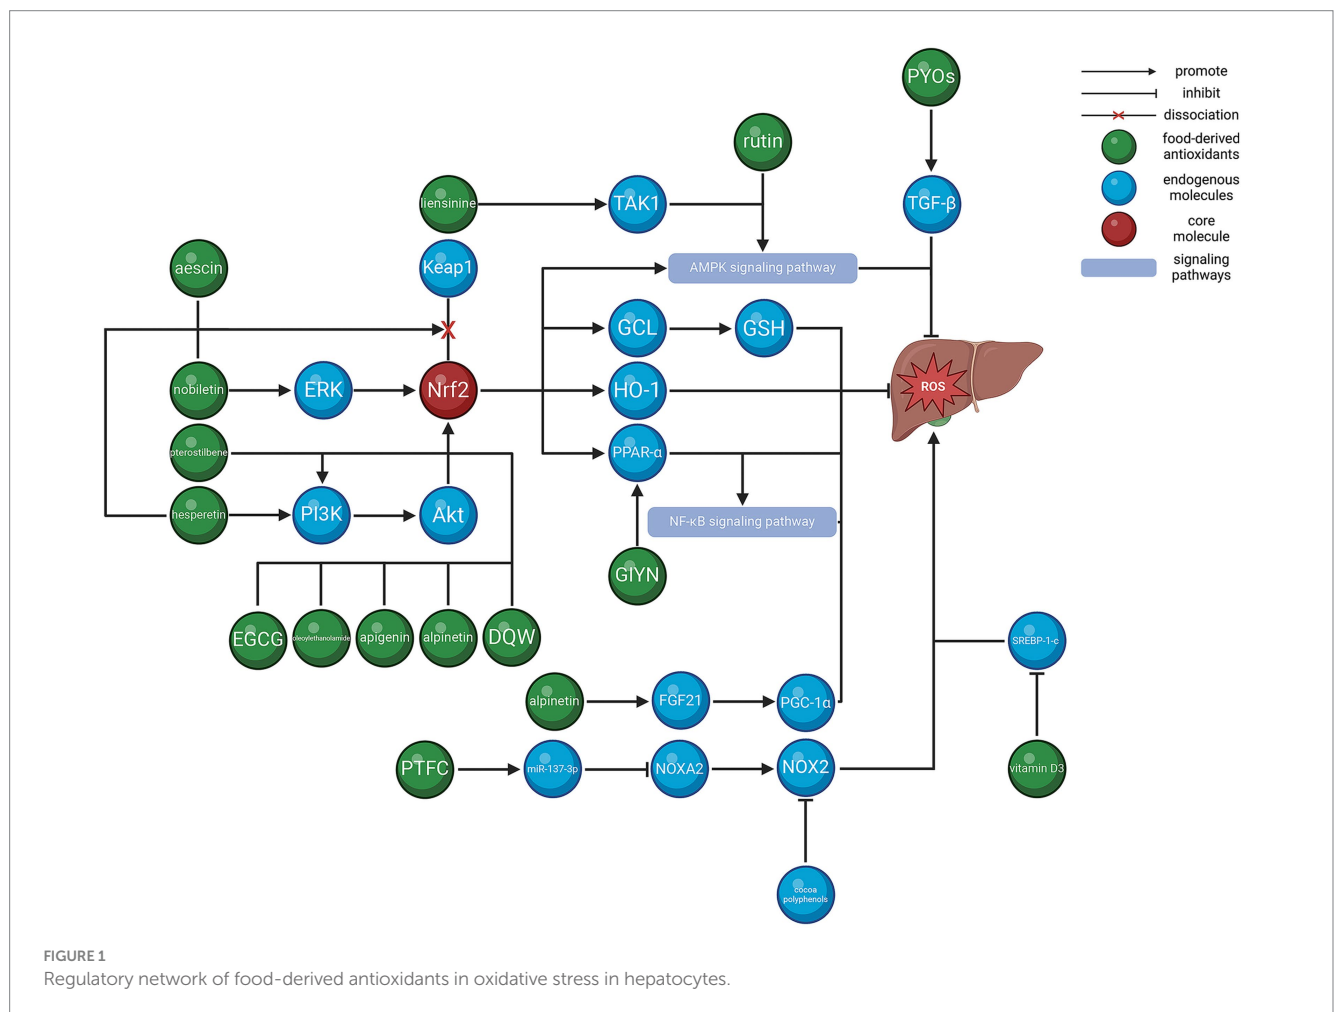 PYOs
promote
inhibit
dissociation
food-derived
antioxidants
endogenous
molecules
core
molecule
signaling
pathways
rutin
liensinine
TAK1
TGF-β
aescin
Keap1
AMPK signaling pathway
GCL
GSH
nobiletin
ERK
Nrf2
HO-1
ROS
pterostilbene
PPAR-α
hesperetin
PI3K
Akt
NF-κB signaling pathway
GIYN
EGCG
oleoylethanolamide
apigenin
alpinetin
DQW
SREBP-1-c
alpinetin
FGF21
PGC-1α
PTFC
miR-137-3p
NOXA2
NOX2
vitamin D3
cocoa
polyphenols
FIGURE 1
Regulatory network of food-derived antioxidants in oxidative stress in hepatocytes.